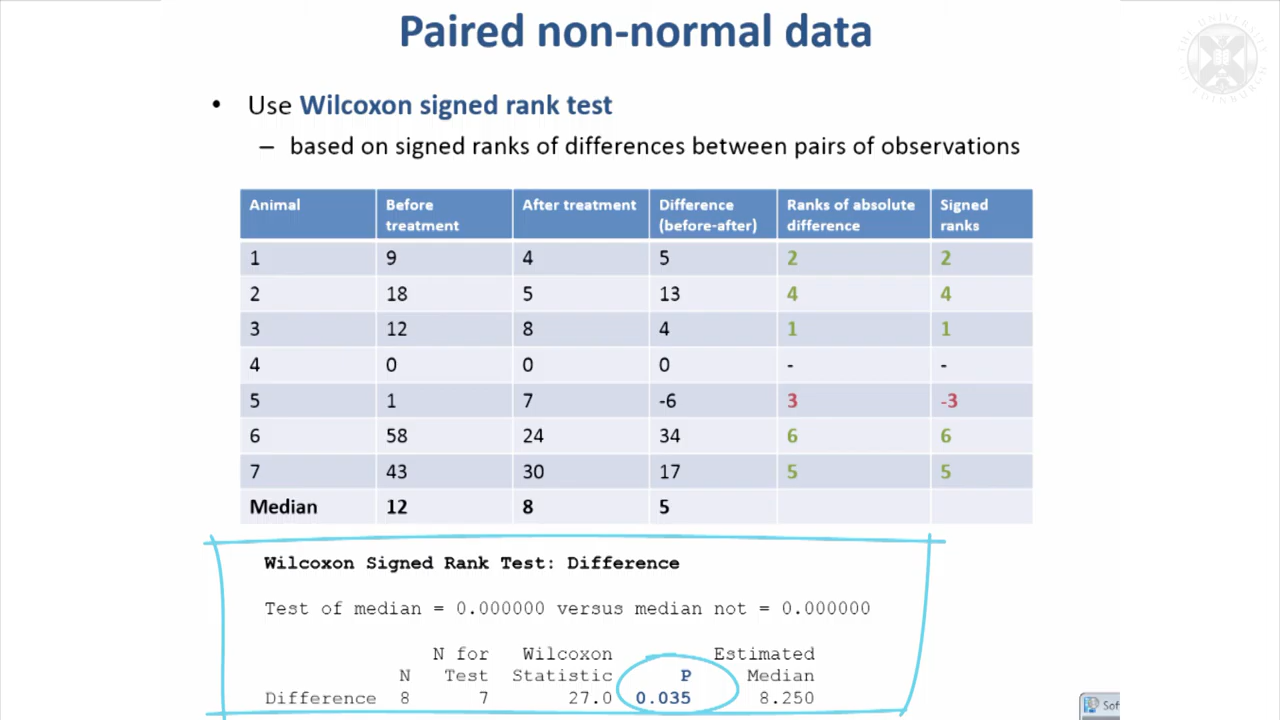 Paired non-normal data
• Use Wilcoxon signed rank test
– based on signed ranks of differences between pairs of observations
Animal Before treatment After treatment Difference (before-after) Ranks of absolute difference Signed ranks
1 9 4 5 2 2
2 18 5 13 4 4
3 12 8 4 1 1
4 0 0 0 - -
5 1 7 -6 3 -3
6 58 24 34 6 6
7 43 30 17 5 5
Median 12 8 5
Wilcoxon Signed Rank Test: Difference
Test of median = 0.000000 versus median not = 0.000000
N for Wilcoxon Estimated
N Test Statistic P Median
Difference 8 7 27.0 0.035 8.250
THE UNIVERSITY OF EDINBURGH
Sof